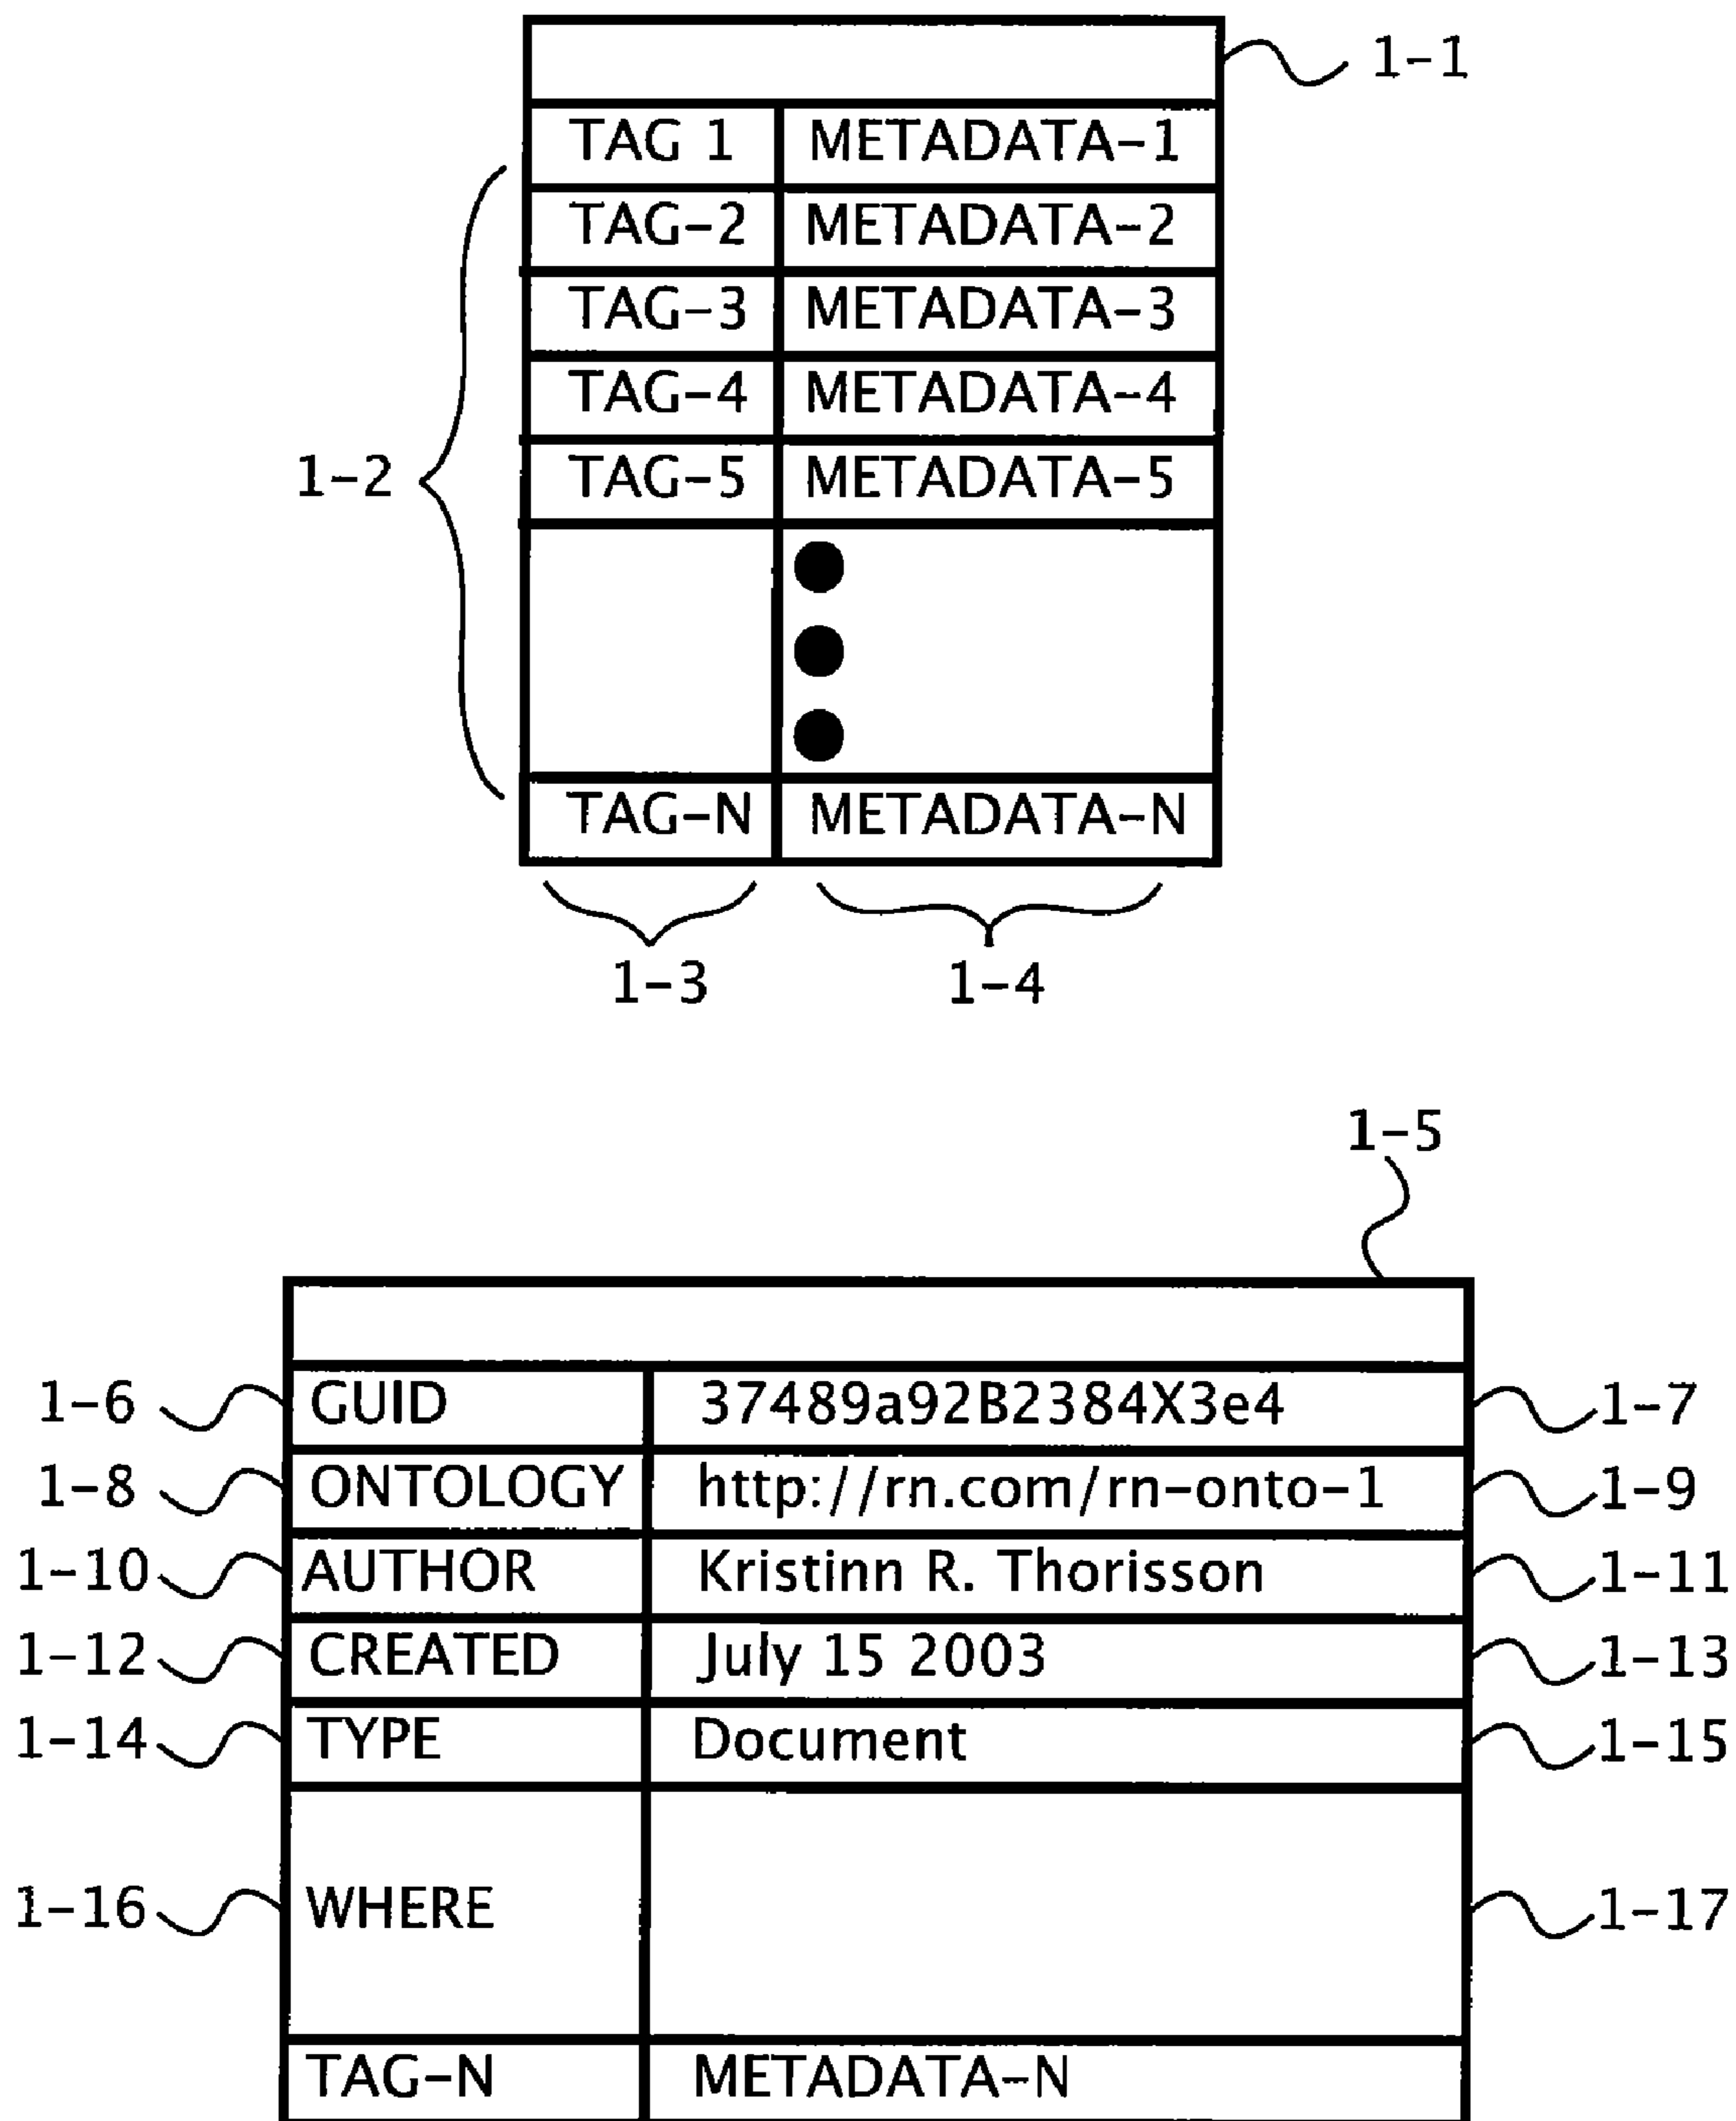 1-1
TAG 1 METADATA-1
TAG-2 METADATA-2
TAG-3 METADATA-3
TAG-4 METADATA-4
1-2 TAG-5 METADATA-5
TAG-N METADATA-N
1-3 1-4
1-5
1-6 GUID 37489a92B2384X3e4 1-7
1-8 ONTOLOGY http://rn.com/rn-onto-1 1-9
1-10 AUTHOR Kristinn R. Thorisson 1-11
1-12 CREATED July 15 2003 1-13
1-14 TYPE Document 1-15
1-16 WHERE 1-17
TAG-N METADATA-N